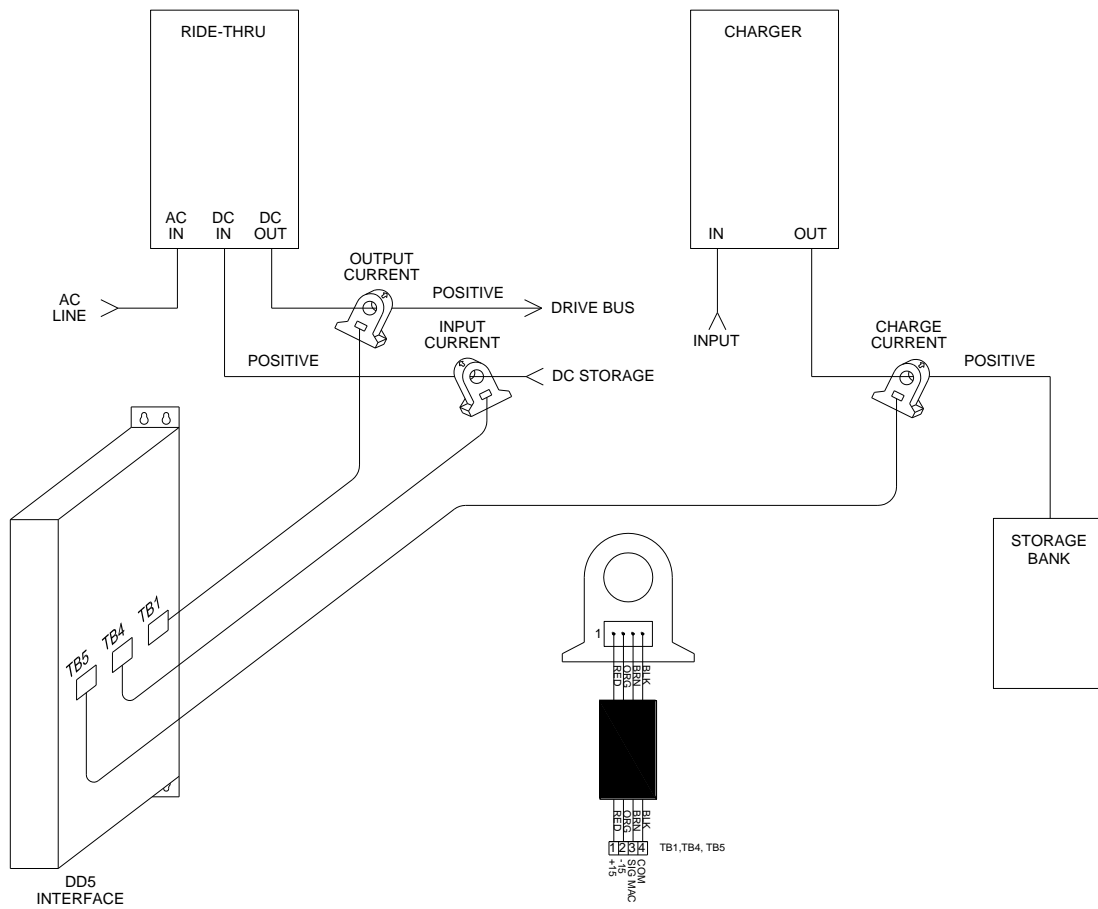 RIDE-THRU
CHARGER
AC
IN
DC
IN
DC
OUT
IN
OUT
OUTPUT
CURRENT
AC
LINE
POSITIVE
DRIVE BUS
INPUT
CURRENT
INPUT
CHARGE
CURRENT
POSITIVE
POSITIVE
DC STORAGE
STORAGE
BANK
TB1
TB4
TB5
1
RED
ORG
BRN
BLK
RED
ORG
BRN
BLK
1 2 3 4
TB1,TB4, TB5
+15
-15
SIG MAC
COM
DD5
INTERFACE